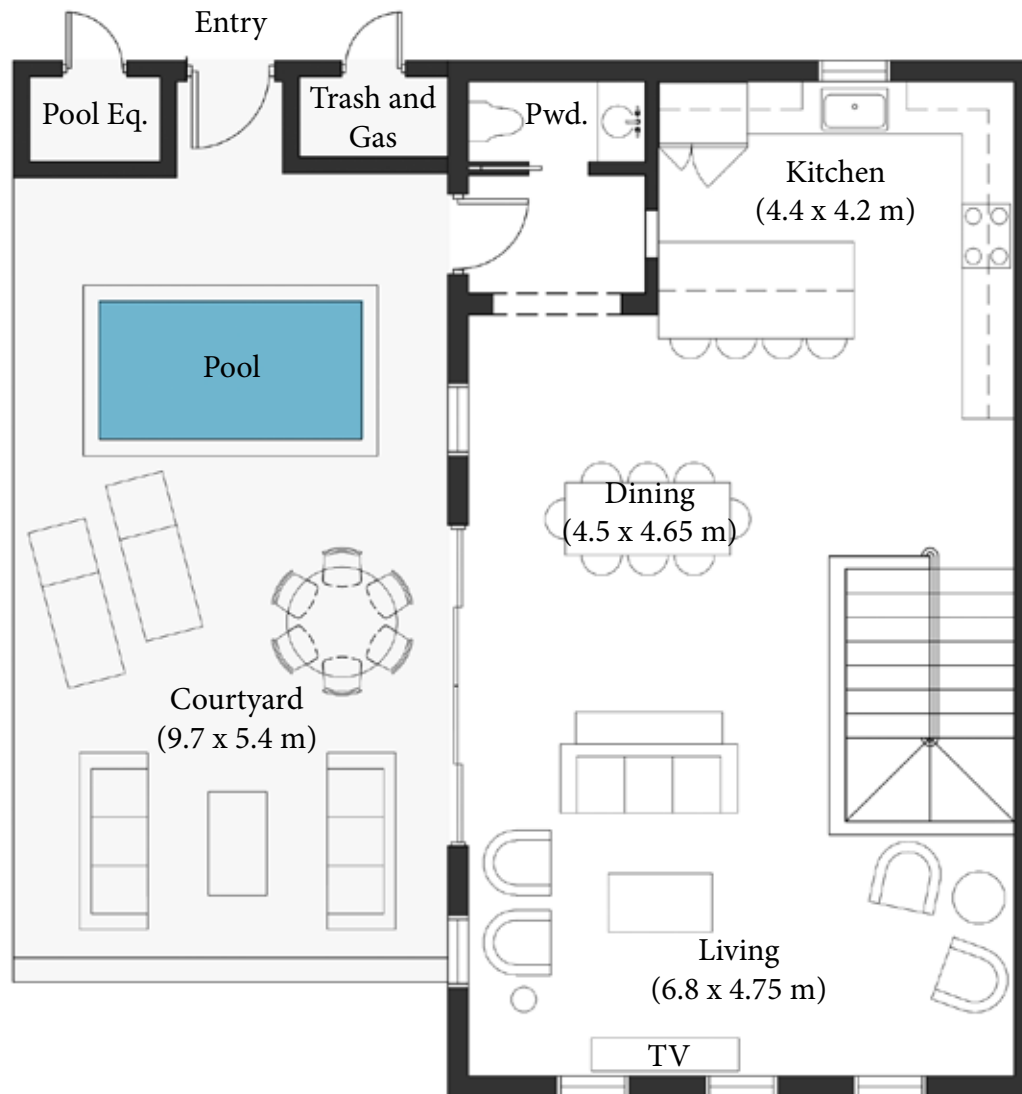 Entry
Pool Eq.
Trash and
Gas
Pwd.
Kitchen
(4.4 x 4.2 m)
Pool
Dining
(4.5 x 4.65 m)
Courtyard
(9.7 x 5.4 m)
Living
(6.8 x 4.75 m)
TV